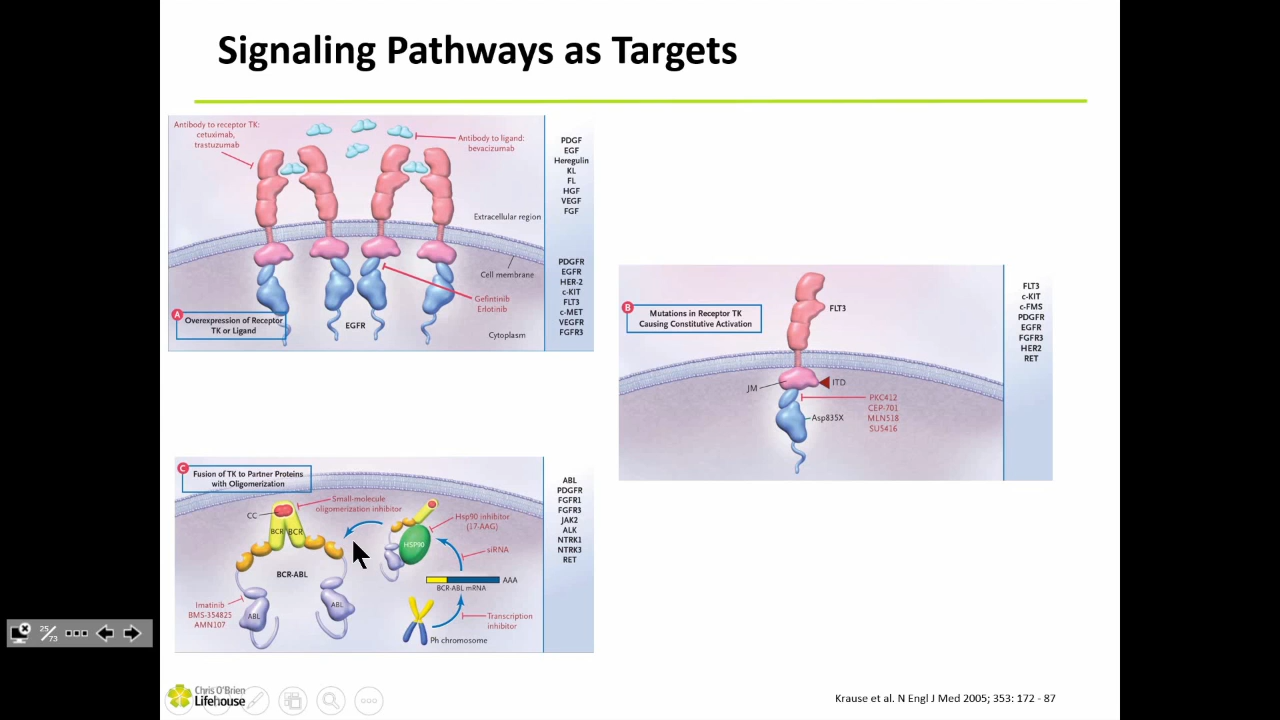 Signaling Pathways as Targets
Antibody to receptor TK:
cetuximab,
trastuzumab
Antibody to ligand:
bevacizumab
Extracellular region
Cell membrane
Gefintinib
Erlotinib
Cytoplasm
EGFR
A
Overexpression of Receptor
TK or Ligand
PDGF
EGF
Heregulin
KL
FL
HGF
VEGF
FGF
PDGFR
EGFR
HER-2
c-KIT
FLT3
c-MET
VEGFR
FGFR3
B
Mutations in Receptor TK
Causing Constitutive Activation
FLT3
JM
ITD
PKC412
CEP-701
MLN518
SU5416
Asp835X
FLT3
c-KIT
c-FMS
PDGFR
EGFR
FGFR3
HER2
RET
C
Fusion of TK to Partner Proteins
with Oligomerization
CC
Small-molecule
oligomerization inhibitor
BCR
BCR
BCR-ABL
Imatinib
BMS-354825
AMN107
ABL
ABL
HSP90
Hsp90 inhibitor
(17-AAG)
siRNA
AAA
BCR-ABL mRNA
Transcription
inhibitor
Ph chromosome
ABL
PDGFR
FGFR1
FGFR3
JAK2
ALK
NTRK1
NTRK3
RET
25/73
Chris O'Brien
Lifehouse
Krause et al. N Engl J Med 2005; 353: 172 - 87